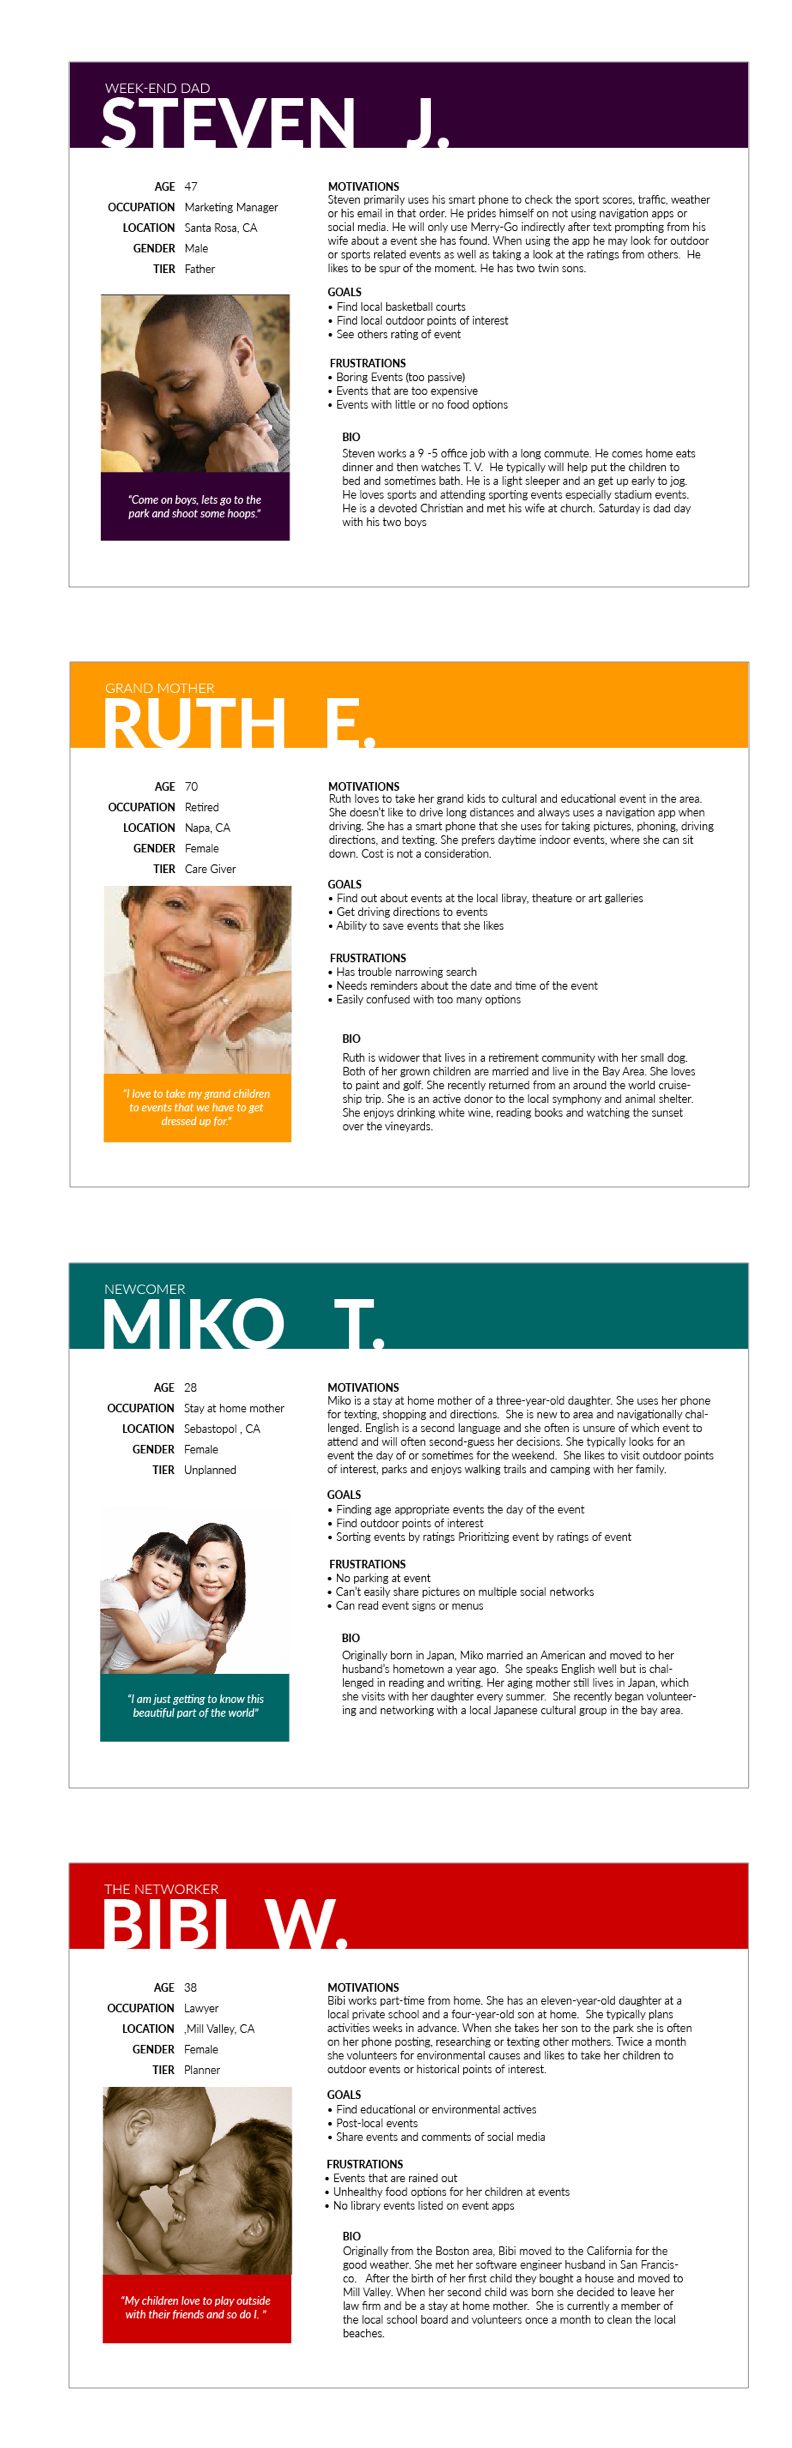 WEEK-END DAD
STEVEN J.
AGE 47
OCCUPATION Marketing Manager
LOCATION Santa Rosa, CA
GENDER Male
TIER Father
"Come on boys, lets go to the
park and shoot some hoops."
MOTIVATIONS
Steven primarily uses his smart phone to check the sport scores, traffic, weather
or his email in that order. He prides himself on not using navigation apps or
social media. He will only use Merry-Go indirectly after text prompting from his
wife about a event she has found. When using the app he may look for outdoor
or sports related events as well as taking a look at the ratings from others. He
likes to be spur of the moment. He has two twin sons.
GOALS
• Find local basketball courts
• Find local outdoor points of interest
• See others rating of event
FRUSTRATIONS
• Boring Events (too passive)
• Events that are too expensive
• Events with little or no food options
BIO
Steven works a 9 -5 office job with a long commute. He comes home eats
dinner and then watches T. V. He typically will help put the children to
bed and sometimes bath. He is a light sleeper and an get up early to jog.
He loves sports and attending sporting events especially stadium events.
He is a devoted Christian and met his wife at church. Saturday is dad day
with his two boys
GRAND MOTHER
RUTH E.
AGE 70
OCCUPATION Retired
LOCATION Napa, CA
GENDER Female
TIER Care Giver
"I love to take my grand children
to events that we have to get
dressed up for."
MOTIVATIONS
Ruth loves to take her grand kids to cultural and educational event in the area.
She doesn't like to drive long distances and always uses a navigation app when
driving. She has a smart phone that she uses for taking pictures, phoning, driving
directions, and texting. She prefers daytime indoor events, where she can sit
down. Cost is not a consideration.
GOALS
• Find out about events at the local libray, theature or art galleries
• Get driving directions to events
• Ability to save events that she likes
FRUSTRATIONS
• Has trouble narrowing search
• Needs reminders about the date and time of the event
• Easily confused with too many options
BIO
Ruth is widower that lives in a retirement community with her small dog.
Both of her grown children are married and live in the Bay Area. She loves
to paint and golf. She recently returned from an around the world cruise-
ship trip. She is an active donor to the local symphony and animal shelter.
She enjoys drinking white wine, reading books and watching the sunset
over the vineyards.
NEWCOMER
MIKO T.
AGE 28
OCCUPATION Stay at home mother
LOCATION Sebastopol , CA
GENDER Female
TIER Unplanned
"I am just getting to know this
beautiful part of the world"
MOTIVATIONS
Miko is a stay at home mother of a three-year-old daughter. She uses her phone
for texting, shopping and directions. She is new to area and navigationally chal-
lenged. English is a second language and she often is unsure of which event to
attend and will often second-guess her decisions. She typically looks for an
event the day of or sometimes for the weekend. She likes to visit outdoor points
of interest, parks and enjoys walking trails and camping with her family.
GOALS
• Finding age appropriate events the day of the event
• Find outdoor points of interest
• Sorting events by ratings Prioritizing event by ratings of event
FRUSTRATIONS
• No parking at event
• Can't easily share pictures on multiple social networks
• Can read event signs or menus
BIO
Originally born in Japan, Miko married an American and moved to her
husband's hometown a year ago. She speaks English well but is chal-
lenged in reading and writing. Her aging mother still lives in Japan, which
she visits with her daughter every summer. She recently began volunteer-
ing and networking with a local Japanese cultural group in the bay area.
THE NETWORKER
BIBI W.
AGE 38
OCCUPATION Lawyer
LOCATION ,Mill Valley, CA
GENDER Female
TIER Planner
"My children love to play outside
with their friends and so do I. "
MOTIVATIONS
Bibi works part-time from home. She has an eleven-year-old daughter at a
local private school and a four-year-old son at home. She typically plans
activities weeks in advance. When she takes her son to the park she is often
on her phone posting, researching or texting other mothers. Twice a month
she volunteers for environmental causes and likes to take her children to
outdoor events or historical points of interest.
GOALS
• Find educational or environmental actives
• Post-local events
• Share events and comments of social media
FRUSTRATIONS
• Events that are rained out
• Unhealthy food options for her children at events
• No library events listed on event apps
BIO
Originally from the Boston area, Bibi moved to the California for the
good weather. She met her software engineer husband in San Francis-
co. After the birth of her first child they bought a house and moved to
Mill Valley. When her second child was born she decided to leave her
law firm and be a stay at home mother. She is currently a member of
the local school board and volunteers once a month to clean the local
beaches.